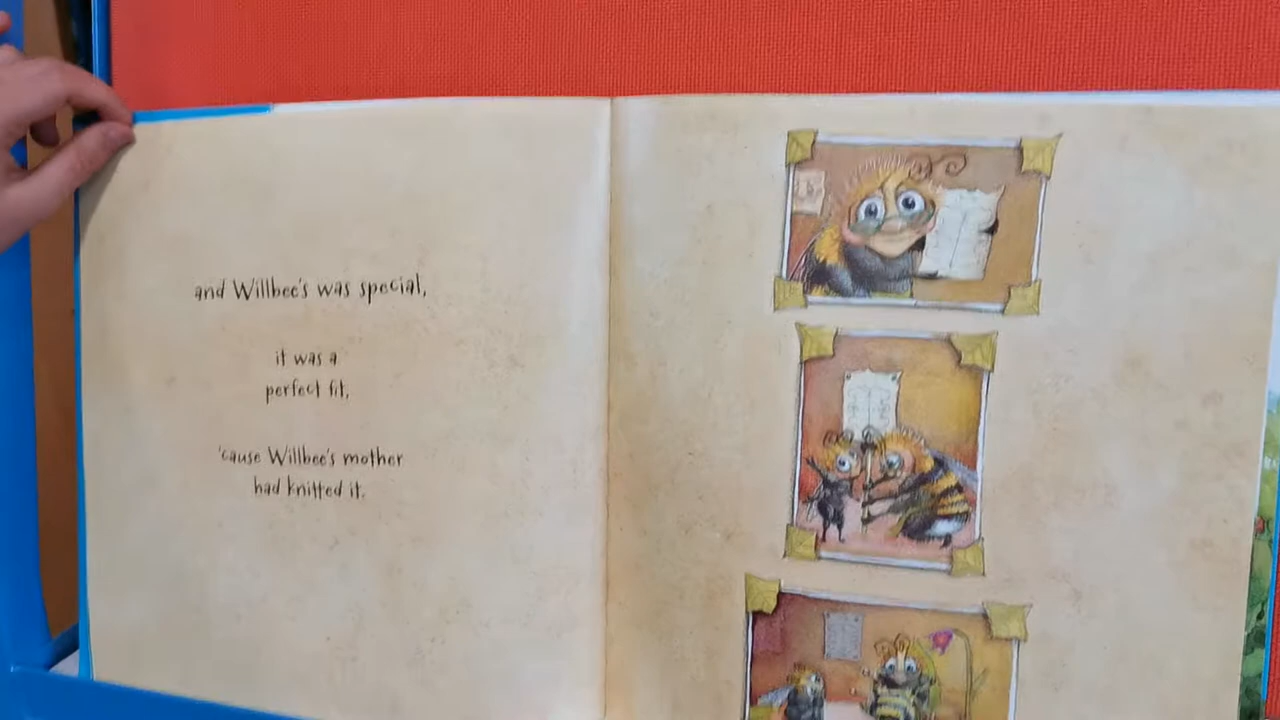 and Willbee's was special,
it was a
perfect fit,
'cause Willbee's mother
had knitted it.